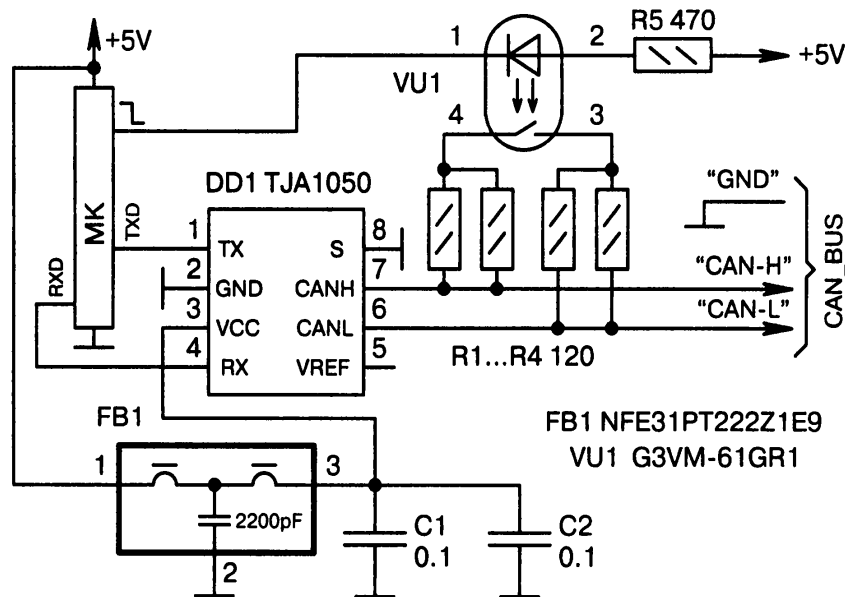 +5V
1
2
R5 470
+5V
VU1
4
3
DD1 TJA1050
"GND"
MK
TXD
RXD
1
TX
S
8
2
GND
CANH
7
"CAN-H"
3
VCC
CANL
6
"CAN-L"
4
RX
VREF
5
CAN_BUS
R1...R4 120
FB1
FB1 NFE31PT222Z1E9
VU1 G3VM-61GR1
1
3
2200pF
2
C1
0.1
C2
0.1